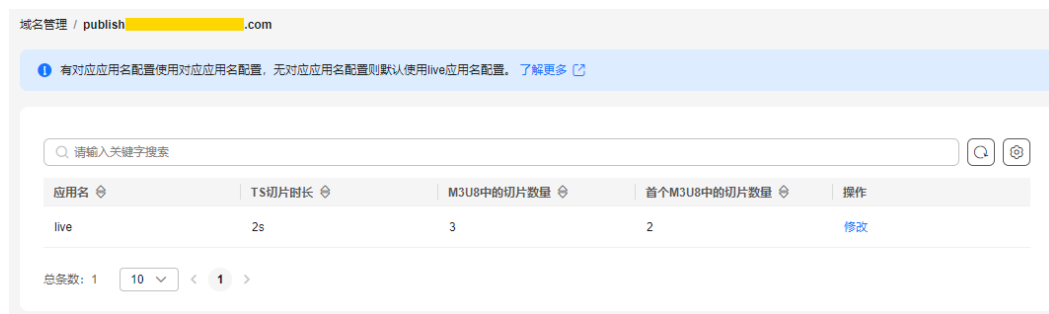 域名管理 / publish .com
有对应应用名配置使用对应应用名配置，无对应应用名配置则默认使用live应用名配置。 了解更多
请输入关键字搜索
应用名 TS切片时长 M3U8中的切片数量 首个M3U8中的切片数量 操作
live 2s 3 2 修改
总条数：1 10 < 1 >